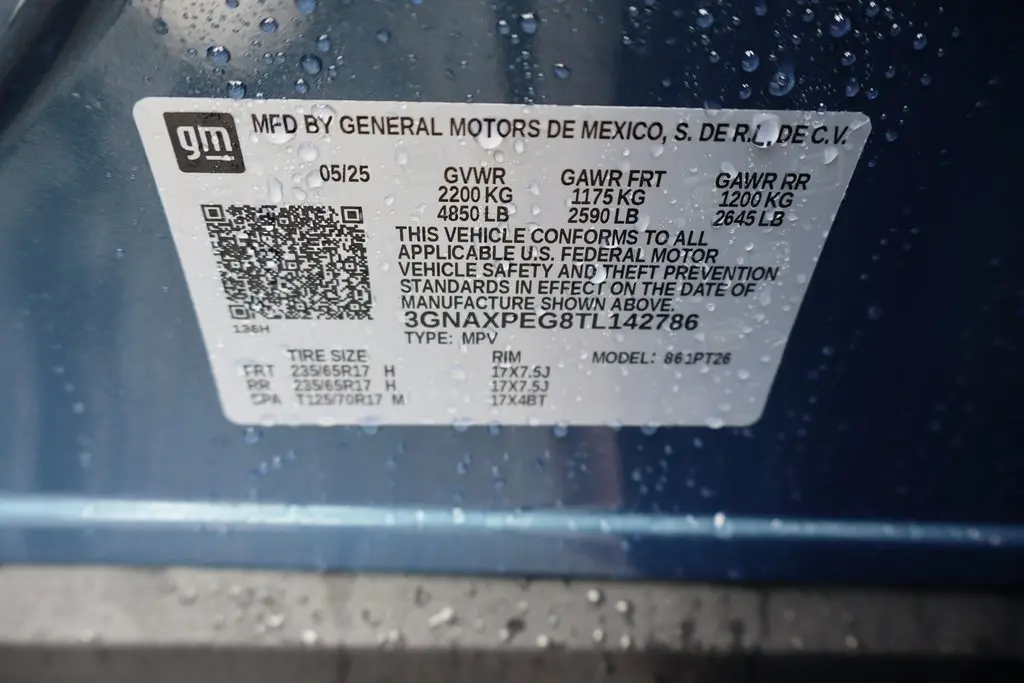 gm MFD BY GENERAL MOTORS DE MEXICO, S. DE R.L. DE C.V.
05/25 GVWR GAWR FRT GAWR RR
2200 KG 1175 KG 1200 KG
4850 LB 2590 LB 2645 LB
THIS VEHICLE CONFORMS TO ALL
APPLICABLE U.S. FEDERAL MOTOR
VEHICLE SAFETY AND THEFT PREVENTION
STANDARDS IN EFFECT ON THE DATE OF
MANUFACTURE SHOWN ABOVE.
3GNAXPEG8TL142786
136H
TYPE: MPV
TIRE SIZE RIM MODEL: 861PT26
FRT 235/65R17 H 17X7.5J
RR 235/65R17 H 17X7.5J
SPA T125/70R17 M 17X4BT